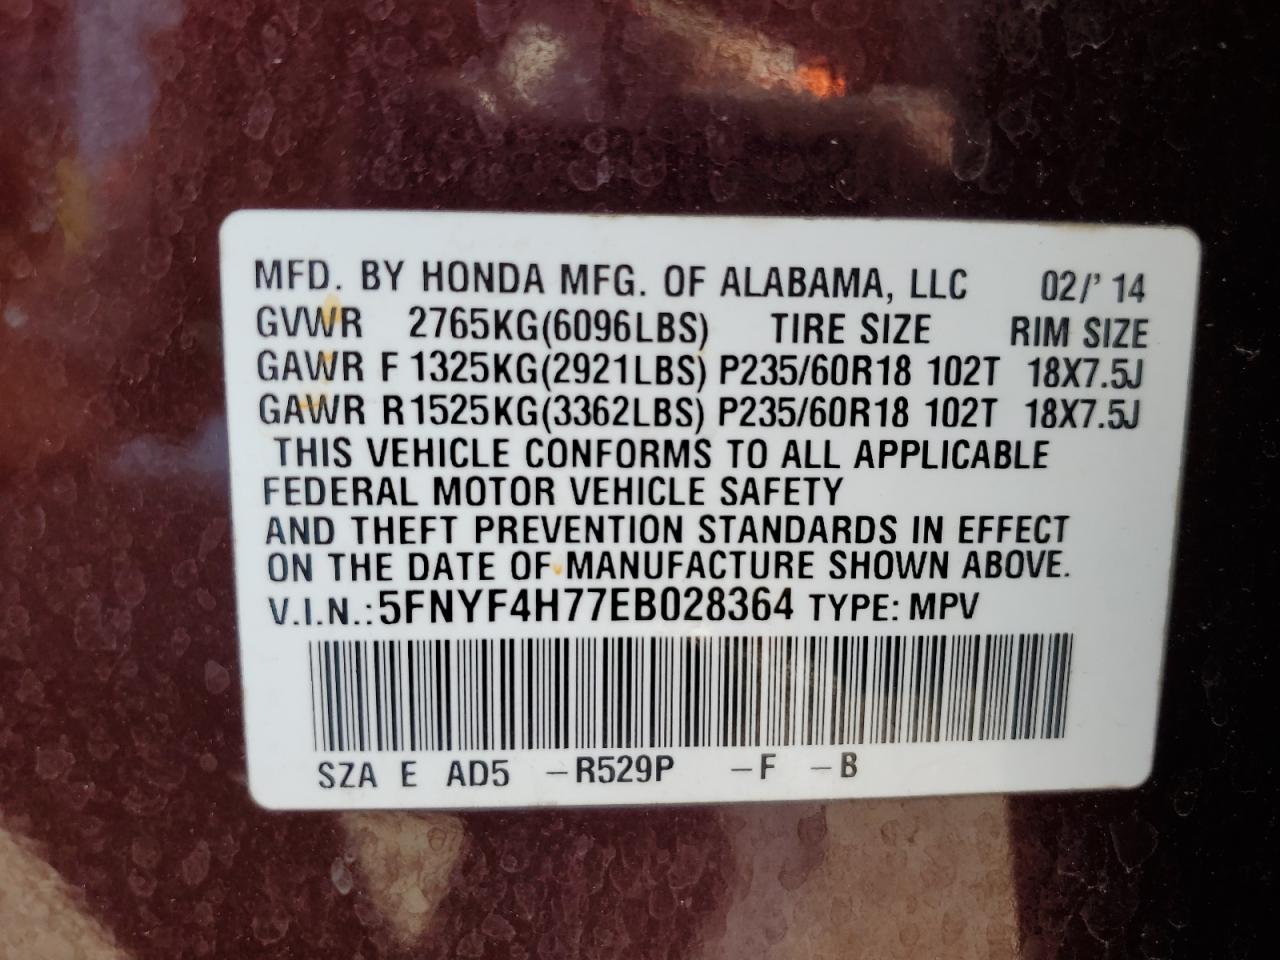 MFD. BY HONDA MFG. OF ALABAMA, LLC 02/' 14
GVWR 2765KG(6096LBS) TIRE SIZE RIM SIZE
GAWR F 1325KG(2921LBS) P235/60R18 102T 18X7.5J
GAWR R1525KG(3362LBS) P235/60R18 102T 18X7.5J
THIS VEHICLE CONFORMS TO ALL APPLICABLE
FEDERAL MOTOR VEHICLE SAFETY
AND THEFT PREVENTION STANDARDS IN EFFECT
ON THE DATE OF MANUFACTURE SHOWN ABOVE.
V.I.N.: 5FNYF4H77EB028364 TYPE: MPV
SZA E AD5 –R529P –F –B